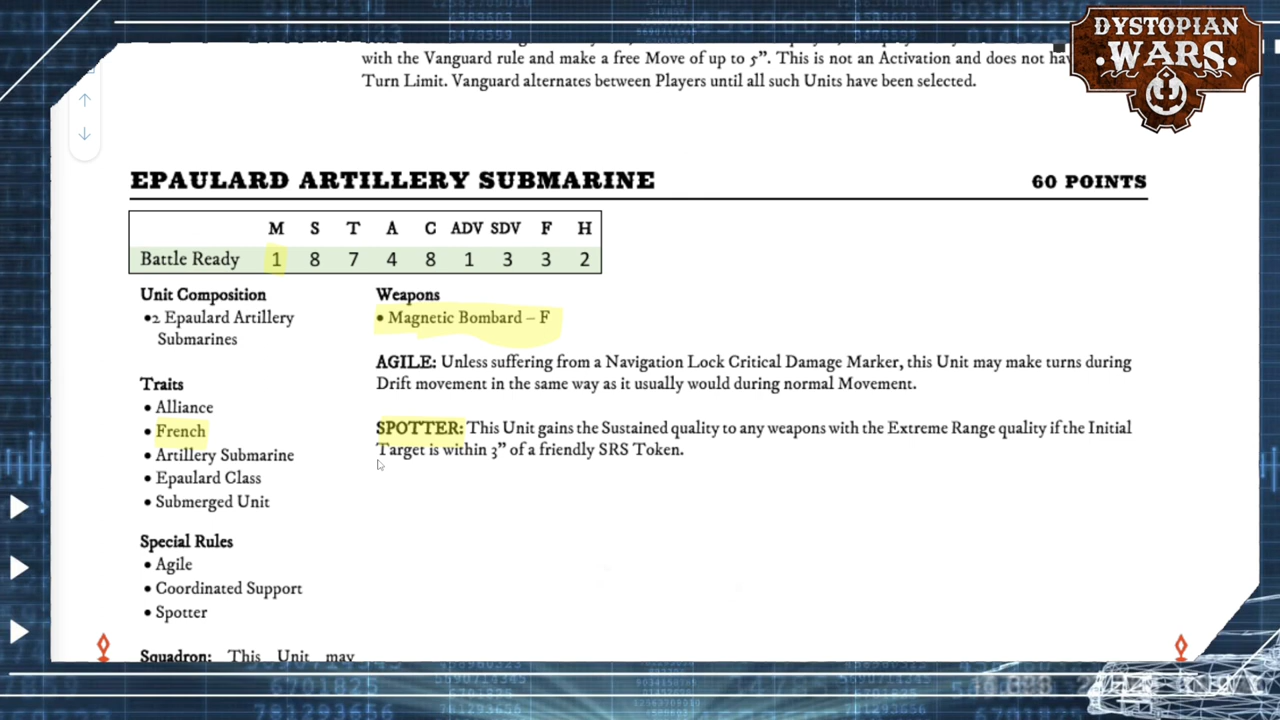 DYSTOPIAN
WARS
with the Vanguard rule and make a free Move of up to 5". This is not an Activation and does not hav
Turn Limit. Vanguard alternates between Players until all such Units have been selected.
EPAULARD ARTILLERY SUBMARINE 60 POINTS
M S T A C ADV SDV F H
Battle Ready 1 8 7 4 8 1 3 3 2
Unit Composition
•2 Epaulard Artillery
Submarines
Traits
• Alliance
• French
• Artillery Submarine
• Epaulard Class
• Submerged Unit
Special Rules
• Agile
• Coordinated Support
• Spotter
Squadron: This Unit may
Weapons
• Magnetic Bombard – F
AGILE: Unless suffering from a Navigation Lock Critical Damage Marker, this Unit may make turns during
Drift movement in the same way as it usually would during normal Movement.
SPOTTER: This Unit gains the Sustained quality to any weapons with the Extreme Range quality if the Initial
Target is within 3" of a friendly SRS Token.
6701825
791293657